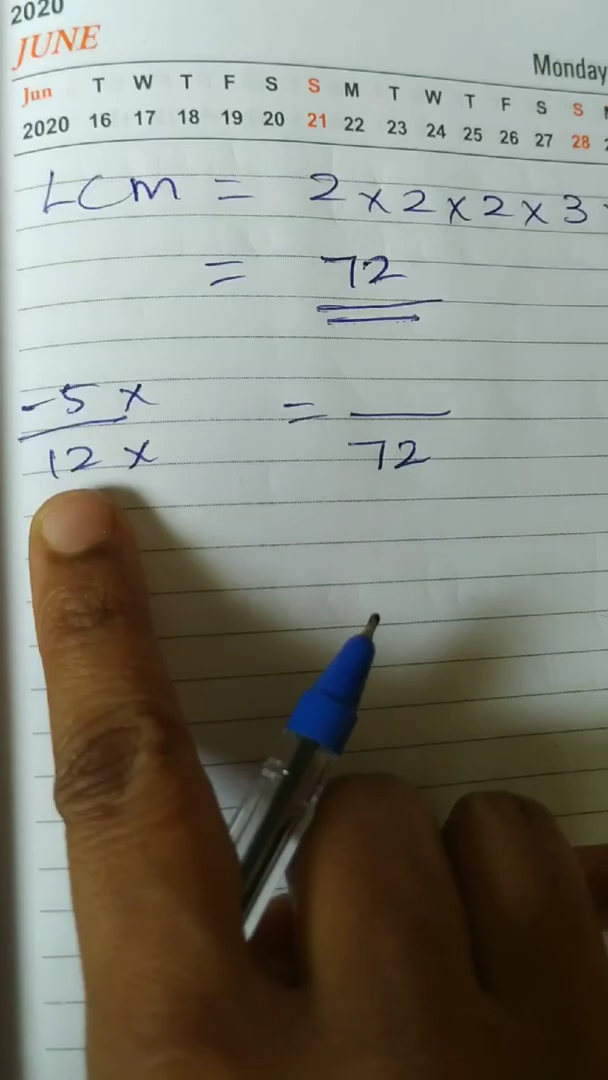 2020
JUNE
Monday
Jun T W T F S S M T W T F S S
2020 16 17 18 19 20 21 22 23 24 25 26 27 28
LCM = 2 × 2 × 2 × 3
= 72
-5 ×
12 ×
= __
72